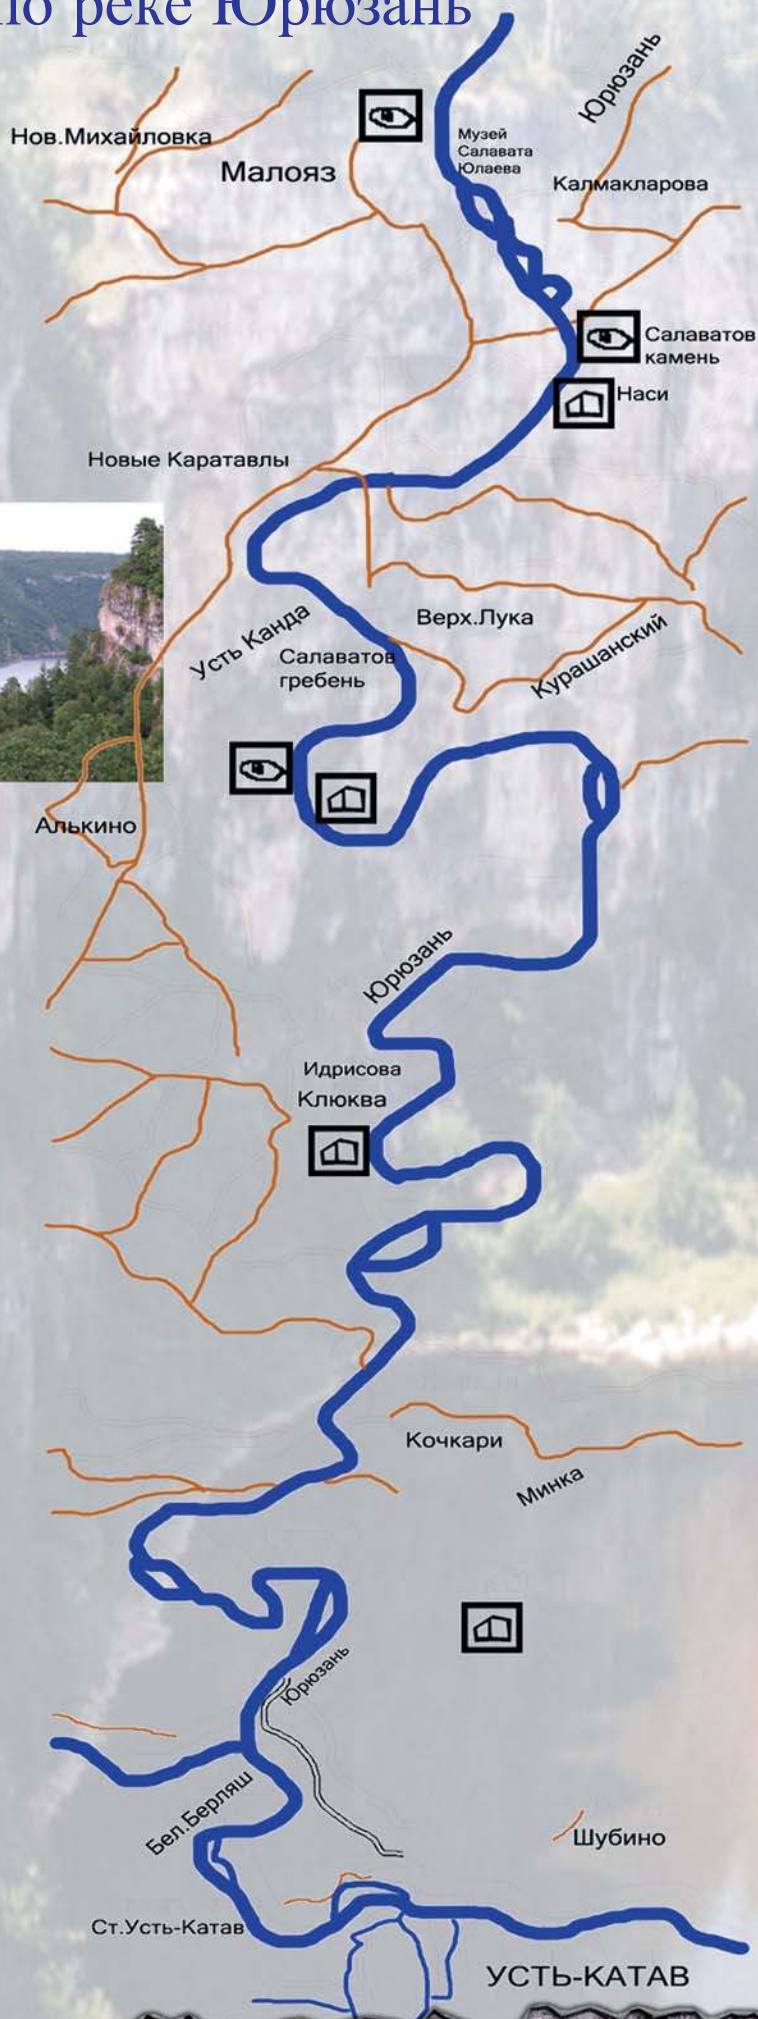 по реке Юрюзань
Юрюзань
Нов.Михайловка
Музей
Салавата
Юлаева
Малояз
Калмакларова
Салаватов
камень
Наси
Новые Каратавлы
Усть Канда
Верх.Лука
Салаватов
гребень
Курашанский
Алькино
Юрюзань
Идрисова
Клюква
Кочкари
Минка
Юрюзань
Бел.Берляш
Шубино
Ст.Усть-Катав
УСТЬ-КАТАВ